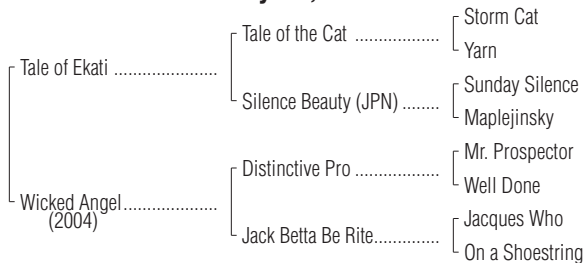 Storm Cat
Tale of the Cat ..................
Yarn
Tale of Ekati ......................
Sunday Silence
Silence Beauty (JPN) ........
Maplejinsky
Mr. Prospector
Distinctive Pro ..................
Well Done
Wicked Angel....................
(2004)
Jacques Who
Jack Betta Be Rite..............
On a Shoestring